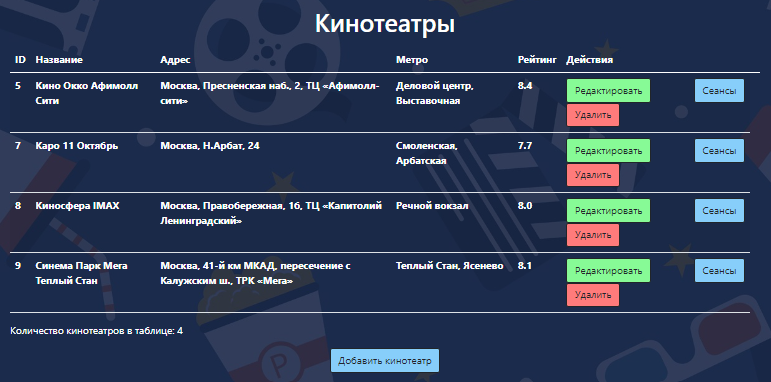 Кинотеатры
ID Название Адрес Метро Рейтинг Действия
5 Кино Окко Афимолл Москва, Пресненская наб., 2, ТЦ «Афимолл- Деловой центр, 8.4 Редактировать Сеансы
Сити сити» Выставочная
Удалить
7 Каро 11 Октябрь Москва, Н.Арбат, 24 Смоленская, 7.7 Редактировать Сеансы
Арбатская
Удалить
8 Киносфера IMAX Москва, Правобережная, 1б, ТЦ «Капитолий Речной вокзал 8.0 Редактировать Сеансы
Ленинградский»
Удалить
9 Синема Парк Мега Москва, 41-й км МКАД, пересечение с Теплый Стан, Ясенево 8.1 Редактировать Сеансы
Теплый Стан Калужским ш., ТРК «Мега»
Удалить
Количество кинотеатров в таблице: 4
Добавить кинотеатр
P